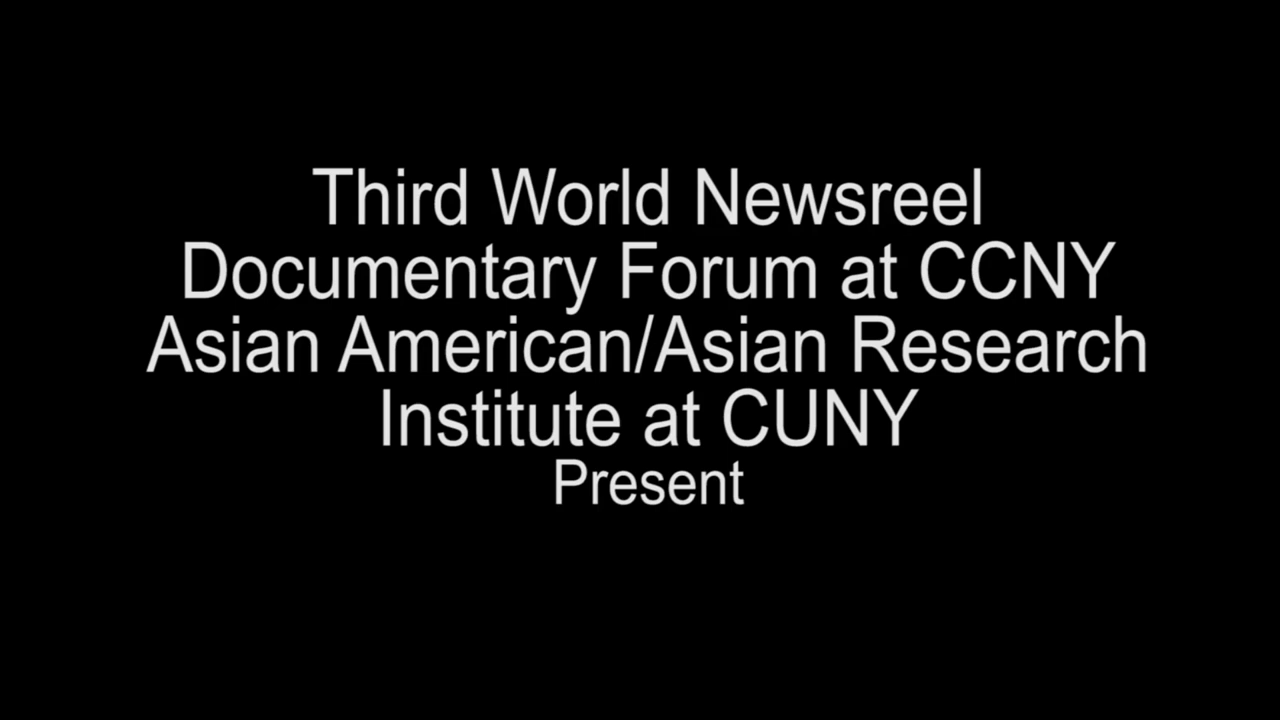 Third World Newsreel
Documentary Forum at CCNY
Asian American/Asian Research
Institute at CUNY
Present